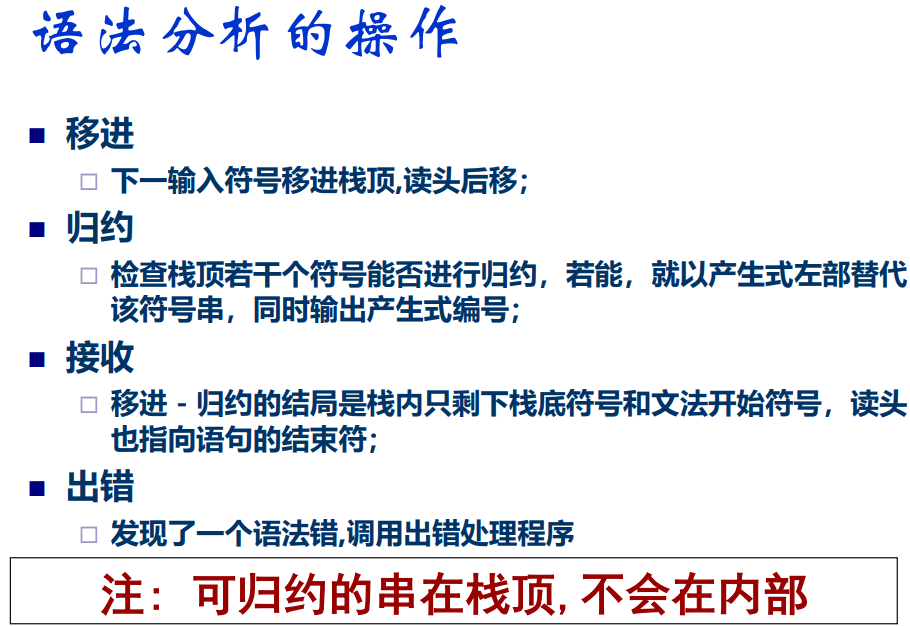 语法分析的操作
移进
下一输入符号移进栈顶,读头后移；
归约
检查栈顶若干个符号能否进行归约，若能，就以产生式左部替代
该符号串，同时输出产生式编号；
接收
移进－归约的结局是栈内只剩下栈底符号和文法开始符号，读头
也指向语句的结束符；
出错
发现了一个语法错,调用出错处理程序
注：可归约的串在栈顶,不会在内部